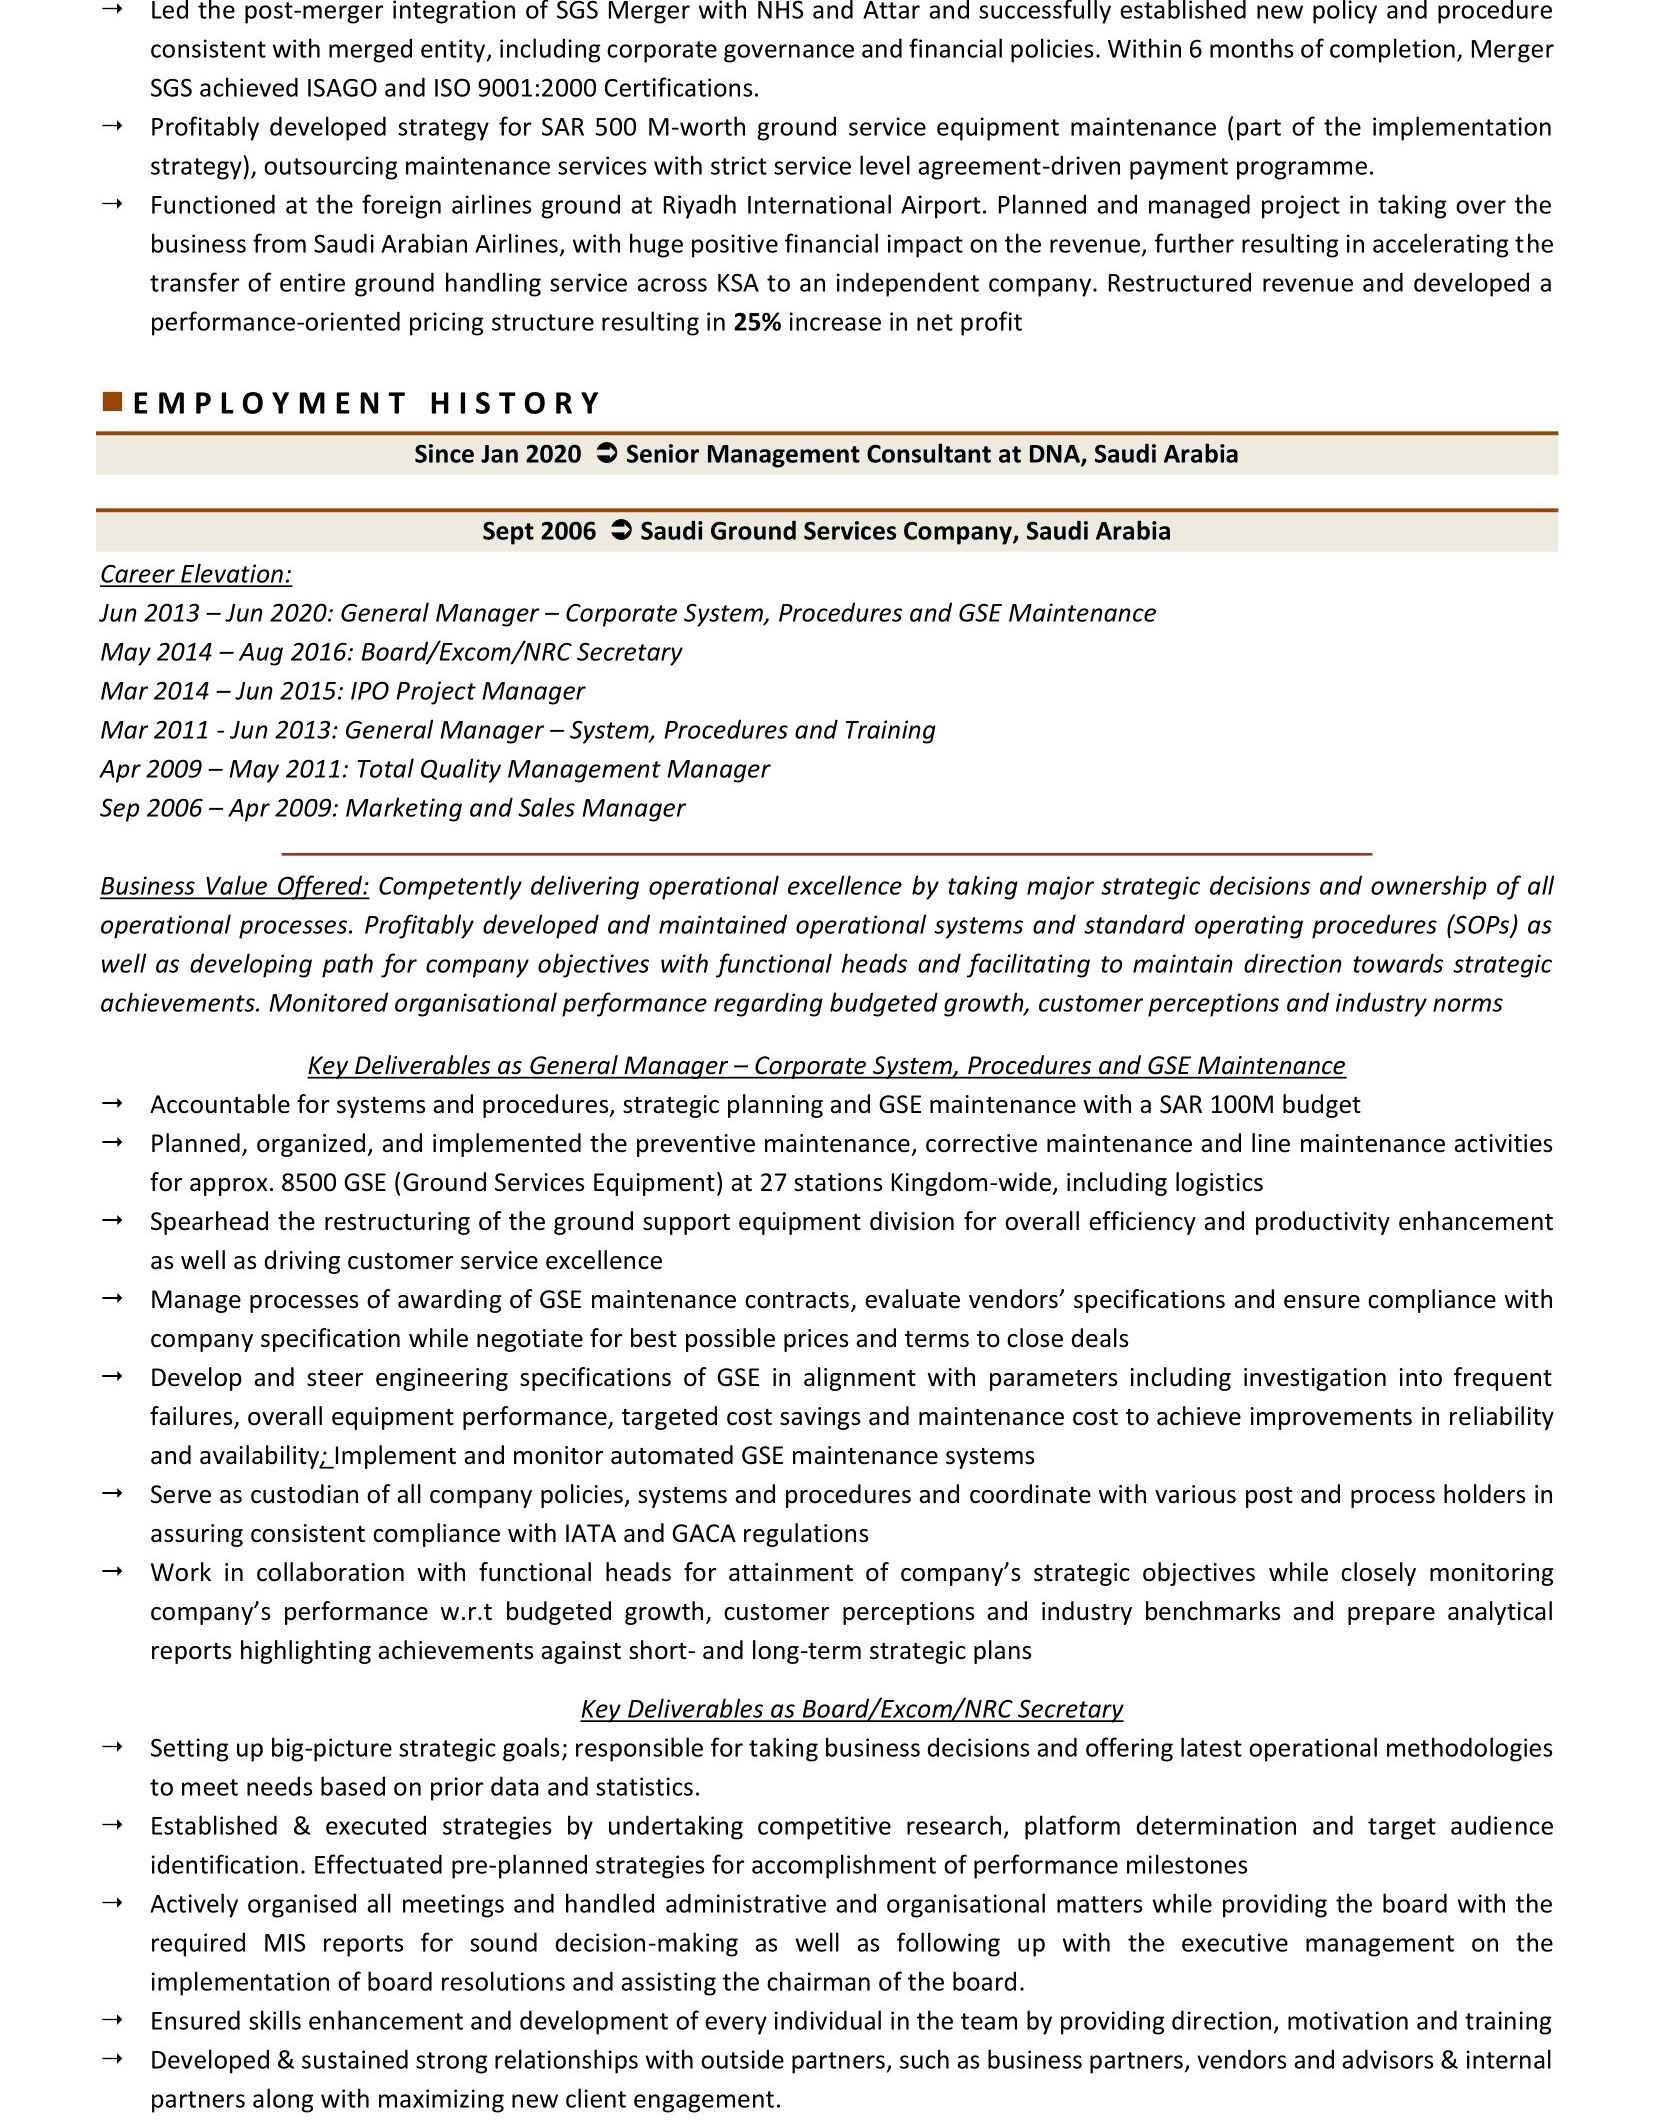 → Led the post-merger integration of SGS Merger with NHS and Attar and successfully established new policy and procedure
consistent with merged entity, including corporate governance and financial policies. Within 6 months of completion, Merger
SGS achieved ISAGO and ISO 9001:2000 Certifications.
→ Profitably developed strategy for SAR 500 M-worth ground service equipment maintenance (part of the implementation
strategy), outsourcing maintenance services with strict service level agreement-driven payment programme.
→ Functioned at the foreign airlines ground at Riyadh International Airport. Planned and managed project in taking over the
business from Saudi Arabian Airlines, with huge positive financial impact on the revenue, further resulting in accelerating the
transfer of entire ground handling service across KSA to an independent company. Restructured revenue and developed a
performance-oriented pricing structure resulting in 25% increase in net profit
EMPLOYMENT HISTORY
Since Jan 2020 ➲ Senior Management Consultant at DNA, Saudi Arabia
Sept 2006 ➲ Saudi Ground Services Company, Saudi Arabia
Career Elevation:
Jun 2013 – Jun 2020: General Manager – Corporate System, Procedures and GSE Maintenance
May 2014 – Aug 2016: Board/Excom/NRC Secretary
Mar 2014 – Jun 2015: IPO Project Manager
Mar 2011 - Jun 2013: General Manager – System, Procedures and Training
Apr 2009 – May 2011: Total Quality Management Manager
Sep 2006 – Apr 2009: Marketing and Sales Manager
Business Value Offered: Competently delivering operational excellence by taking major strategic decisions and ownership of all
operational processes. Profitably developed and maintained operational systems and standard operating procedures (SOPs) as
well as developing path for company objectives with functional heads and facilitating to maintain direction towards strategic
achievements. Monitored organisational performance regarding budgeted growth, customer perceptions and industry norms
Key Deliverables as General Manager – Corporate System, Procedures and GSE Maintenance
→ Accountable for systems and procedures, strategic planning and GSE maintenance with a SAR 100M budget
→ Planned, organized, and implemented the preventive maintenance, corrective maintenance and line maintenance activities
for approx. 8500 GSE (Ground Services Equipment) at 27 stations Kingdom-wide, including logistics
→ Spearhead the restructuring of the ground support equipment division for overall efficiency and productivity enhancement
as well as driving customer service excellence
→ Manage processes of awarding of GSE maintenance contracts, evaluate vendors’ specifications and ensure compliance with
company specification while negotiate for best possible prices and terms to close deals
→ Develop and steer engineering specifications of GSE in alignment with parameters including investigation into frequent
failures, overall equipment performance, targeted cost savings and maintenance cost to achieve improvements in reliability
and availability; Implement and monitor automated GSE maintenance systems
→ Serve as custodian of all company policies, systems and procedures and coordinate with various post and process holders in
assuring consistent compliance with IATA and GACA regulations
→ Work in collaboration with functional heads for attainment of company’s strategic objectives while closely monitoring
company’s performance w.r.t budgeted growth, customer perceptions and industry benchmarks and prepare analytical
reports highlighting achievements against short- and long-term strategic plans
Key Deliverables as Board/Excom/NRC Secretary
→ Setting up big-picture strategic goals; responsible for taking business decisions and offering latest operational methodologies
to meet needs based on prior data and statistics.
→ Established & executed strategies by undertaking competitive research, platform determination and target audience
identification. Effectuated pre-planned strategies for accomplishment of performance milestones
→ Actively organised all meetings and handled administrative and organisational matters while providing the board with the
required MIS reports for sound decision-making as well as following up with the executive management on the
implementation of board resolutions and assisting the chairman of the board.
→ Ensured skills enhancement and development of every individual in the team by providing direction, motivation and training
→ Developed & sustained strong relationships with outside partners, such as business partners, vendors and advisors & internal
partners along with maximizing new client engagement.